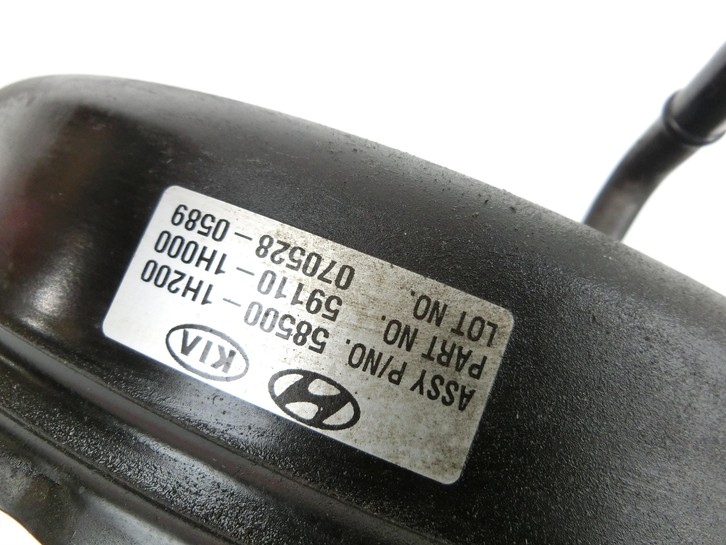 KIA
ASSY P/NO. 58500-1H200
PART NO. 59110-1H000
LOT NO. 070528-0589